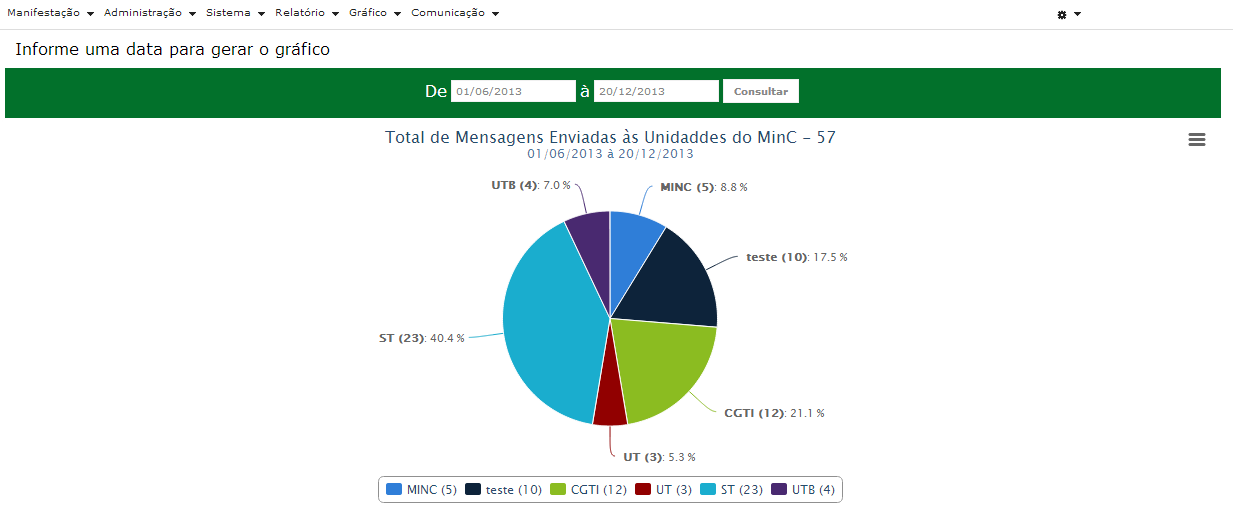 Manifestação Administração Sistema Relatório Gráfico Comunicação
Informe uma data para gerar o gráfico
De 01/06/2013 à 20/12/2013 Consultar
Total de Mensagens Enviadas às Unidaddes do MinC - 57
01/06/2013 à 20/12/2013
UTB (4): 7.0 %
MINC (5): 8.8 %
teste (10): 17.5 %
ST (23): 40.4 %
CGTI (12): 21.1 %
UT (3): 5.3 %
MINC (5) teste (10) CGTI (12) UT (3) ST (23) UTB (4)